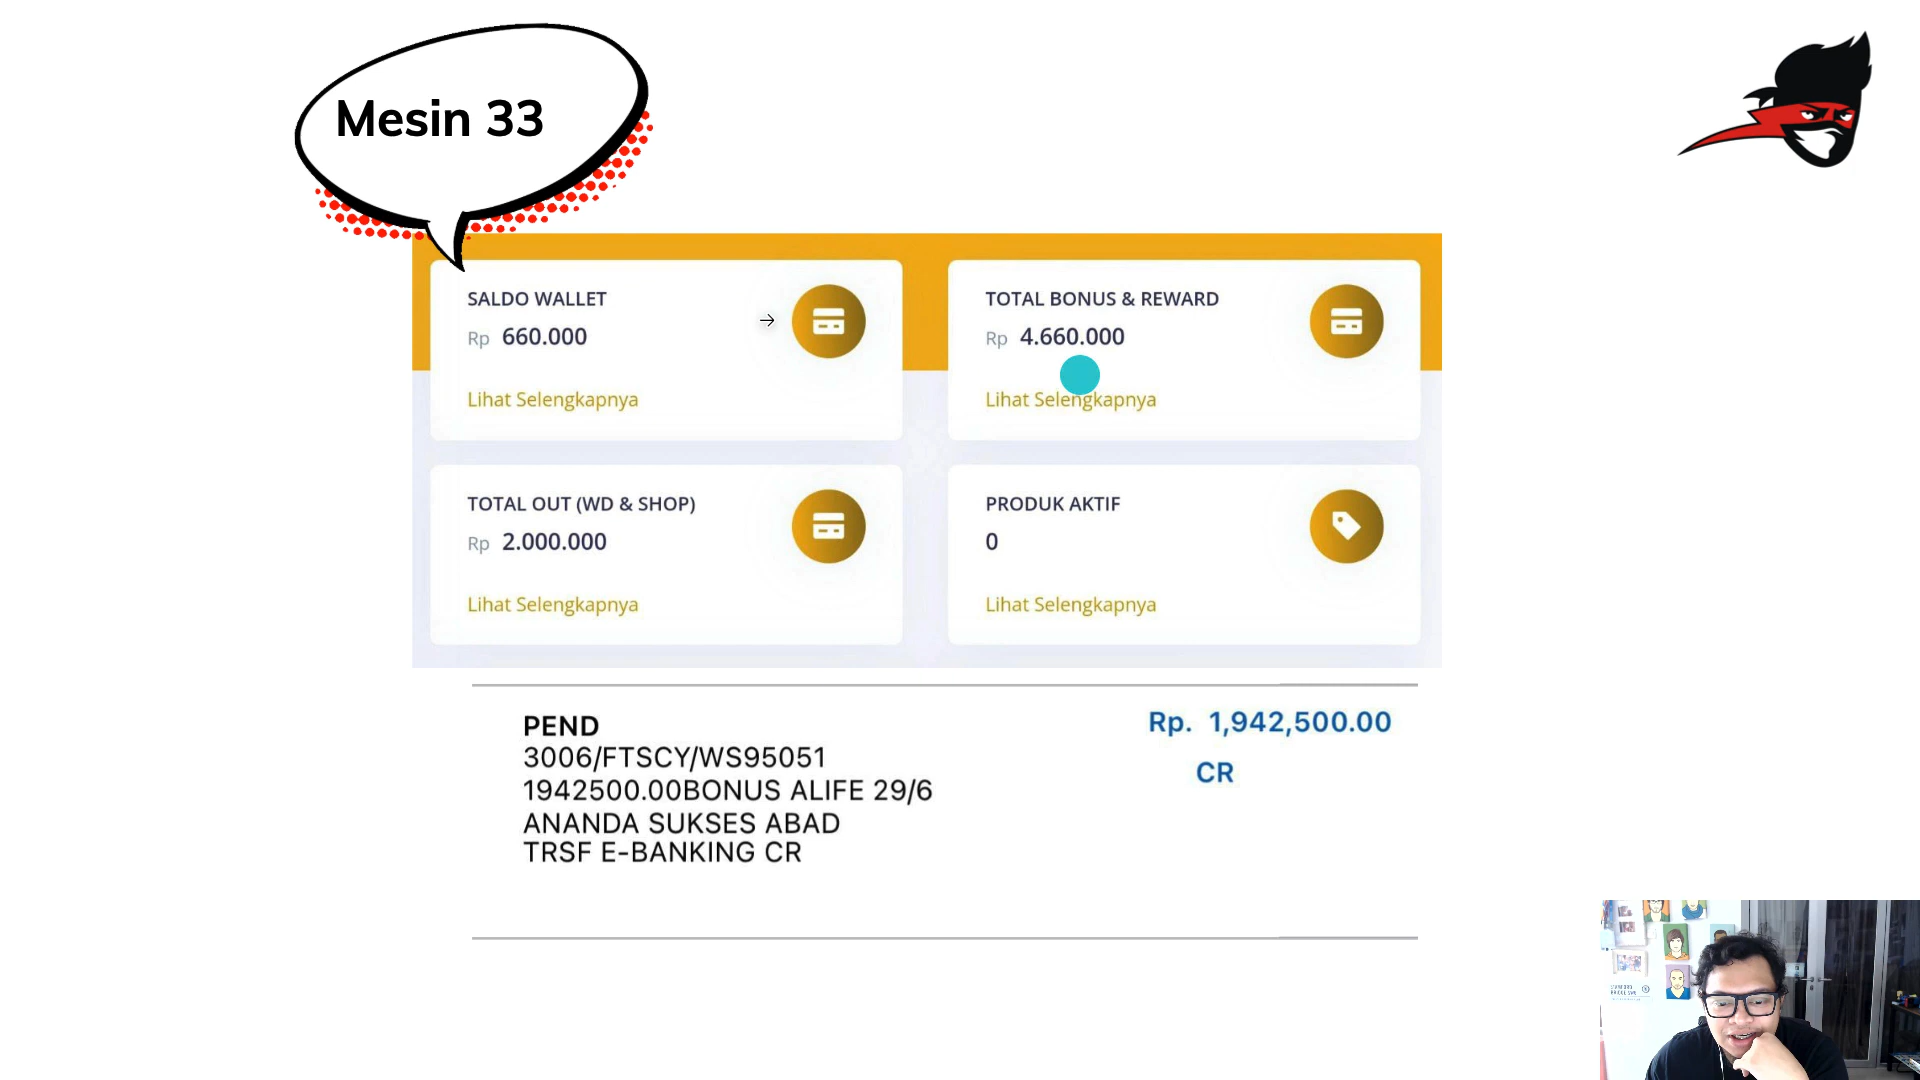 Mesin 33
SALDO WALLET
Rp 660.000
Lihat Selengkapnya
TOTAL BONUS & REWARD
Rp 4.660.000
Lihat Selengkapnya
TOTAL OUT (WD & SHOP)
Rp 2.000.000
Lihat Selengkapnya
PRODUK AKTIF
0
Lihat Selengkapnya
PEND
3006/FTSCY/WS95051
1942500.00BONUS ALIFE 29/6
ANANDA SUKSES ABAD
TRSF E-BANKING CR
Rp. 1,942,500.00
CR